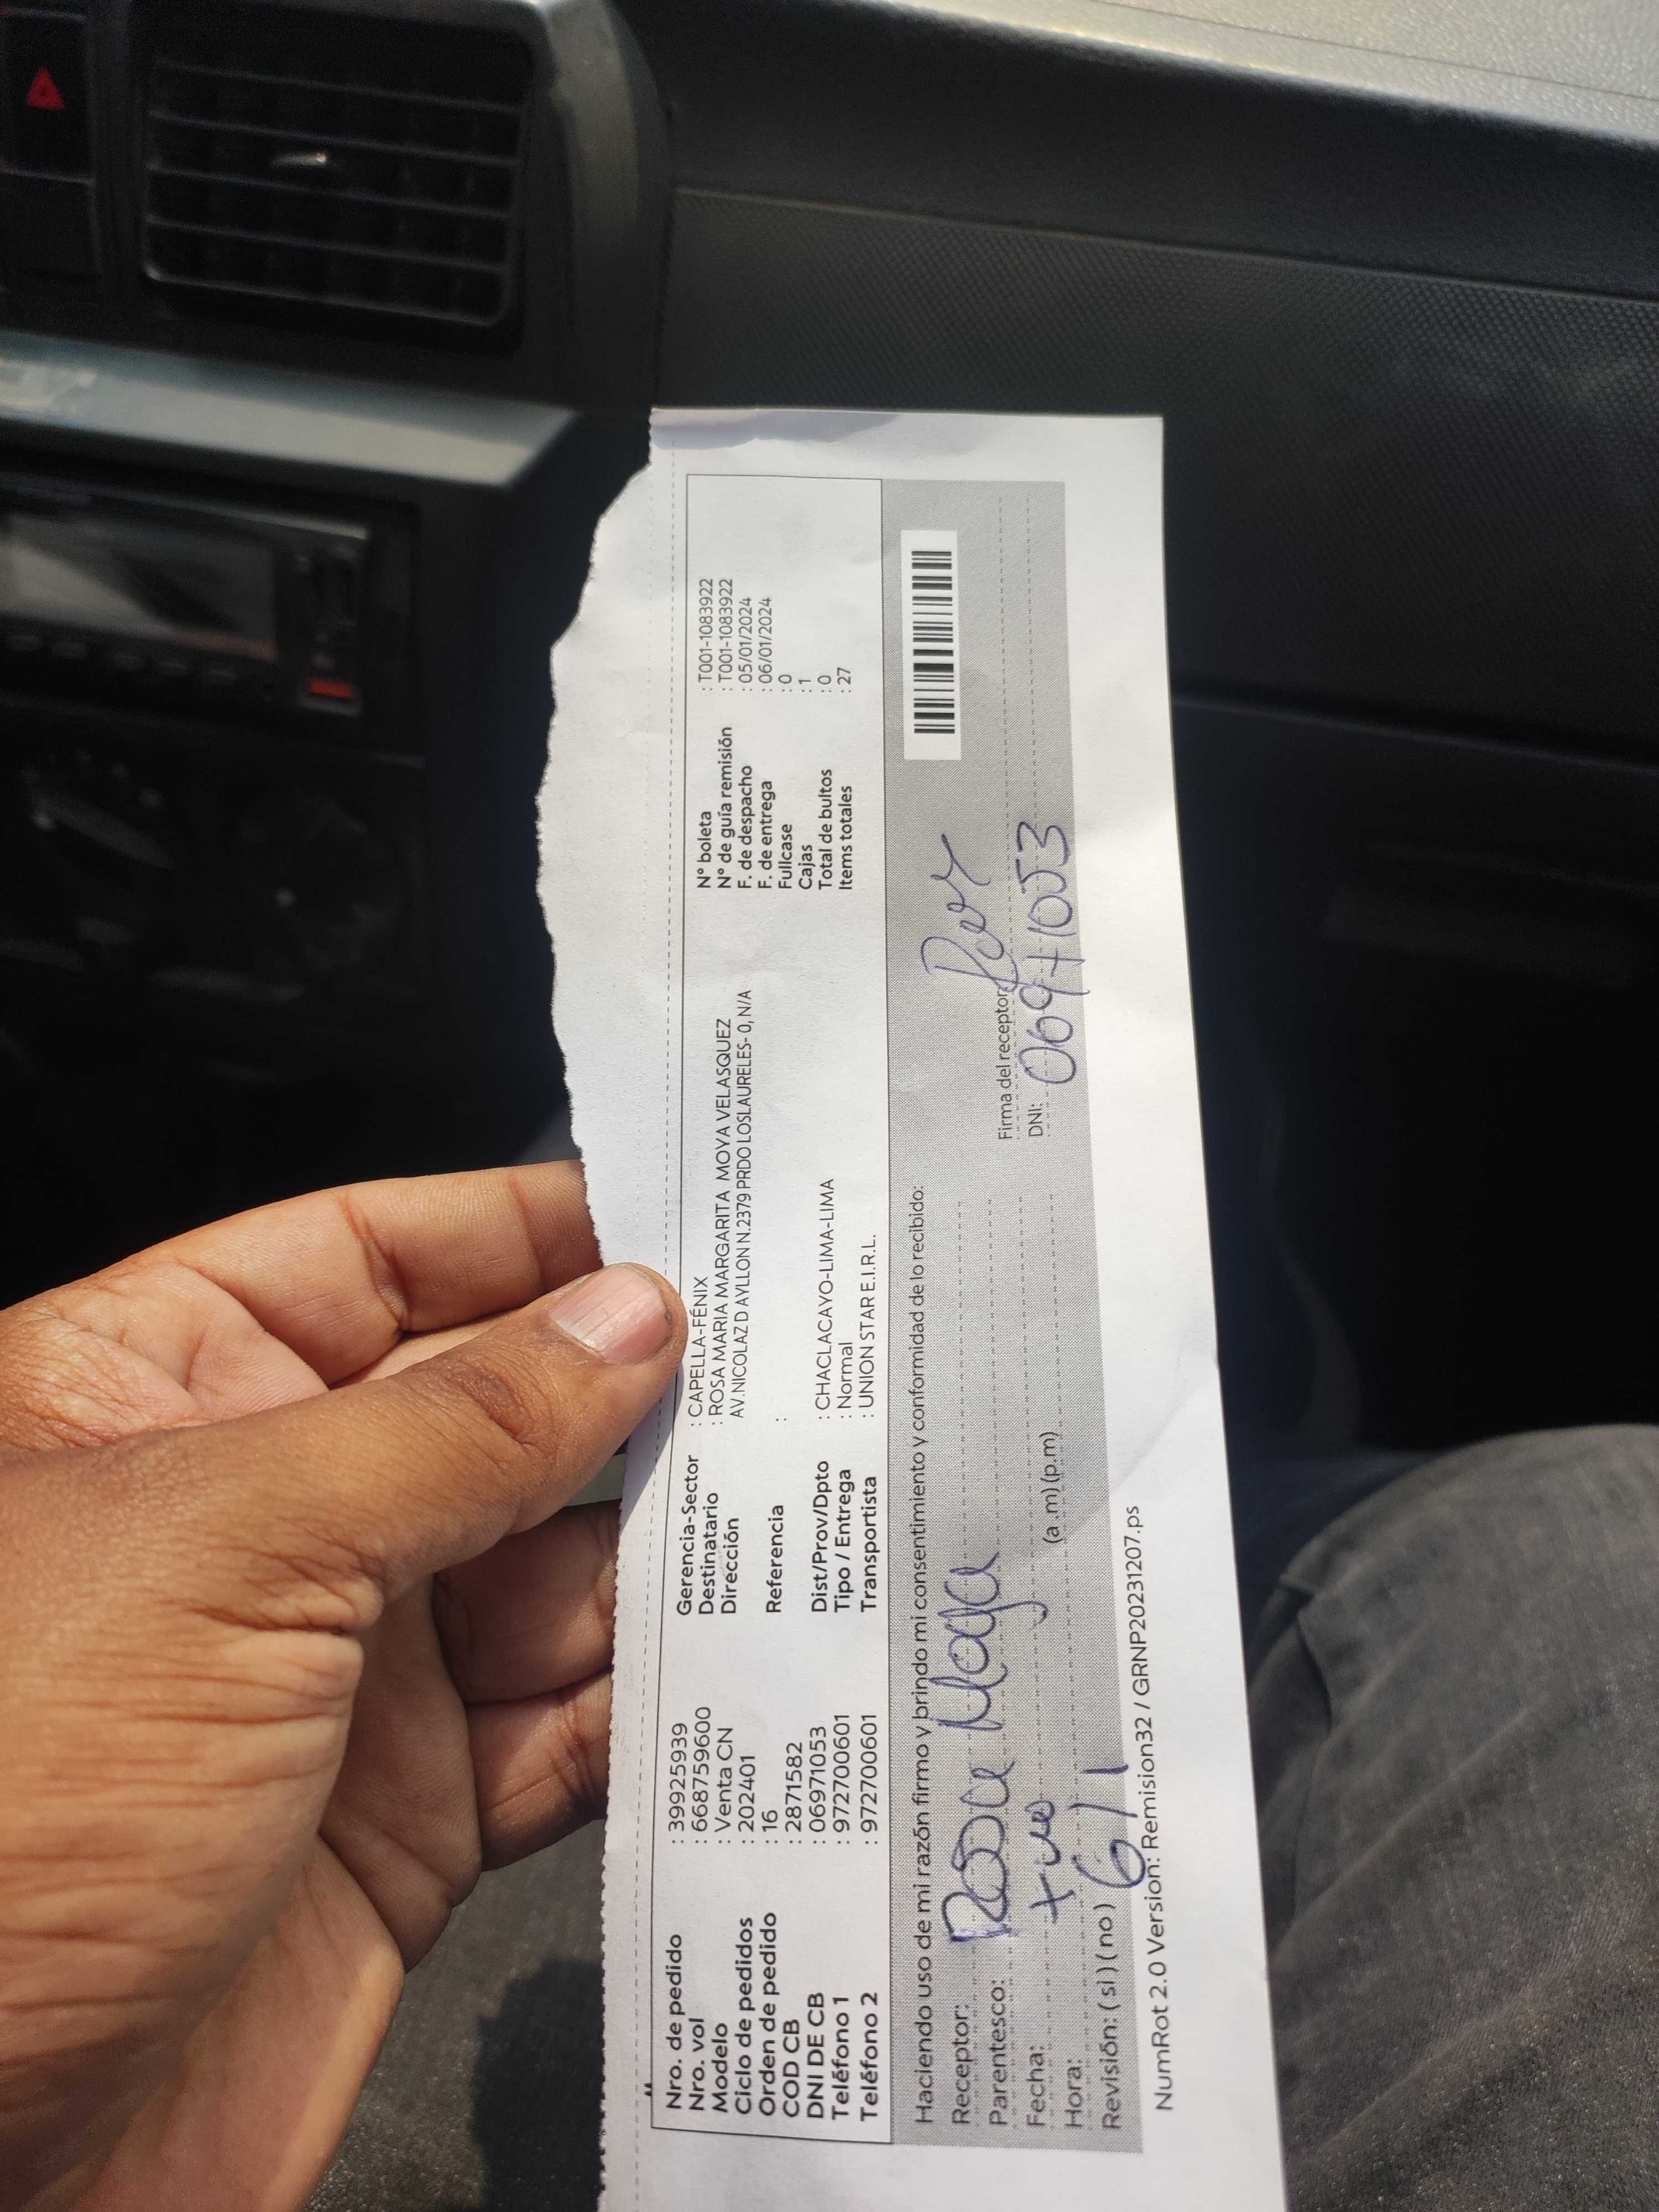 Nro. de pedido : 39925939
Nro. vol : 668759600
Modelo : Venta CN
Ciclo de pedidos : 202401
Orden de pedido : 16
COD CB : 2871582
DNI DE CB : 06971053
Teléfono 1 : 972700601
Teléfono 2 : 972700601
Gerencia-Sector : CAPELLA-FÉNIX
Destinatario : ROSA MARIA MARGARITA MOYA VELASQUEZ
Dirección AV.NICOLAZ D AYLLON N.2379 PRDO LOSLAURELES- 0, N/A
Referencia :
Dist/Prov/Dpto : CHACLACAYO-LIMA-LIMA
Tipo / Entrega : Normal
Transportista : UNION STAR E.I.R.L.
N° boleta : T001-1083922
N° de guía remisión : T001-1083922
F. de despacho : 05/01/2024
F. de entrega : 06/01/2024
Fullcase : 0
Cajas : 1
Total de bultos : 0
Items totales : 27
Haciendo uso de mi razón firmo y brindo mi consentimiento y conformidad de lo recibido:
Receptor: Rosa Moya
Parentesco:
Fecha:
Hora: (a.m) (p.m)
Revisión: ( si ) ( no ) 6/1
Firma del receptor:
DNI: 06971053
NumRot 2.0 Version: Remision32 / GRNP20231207.ps